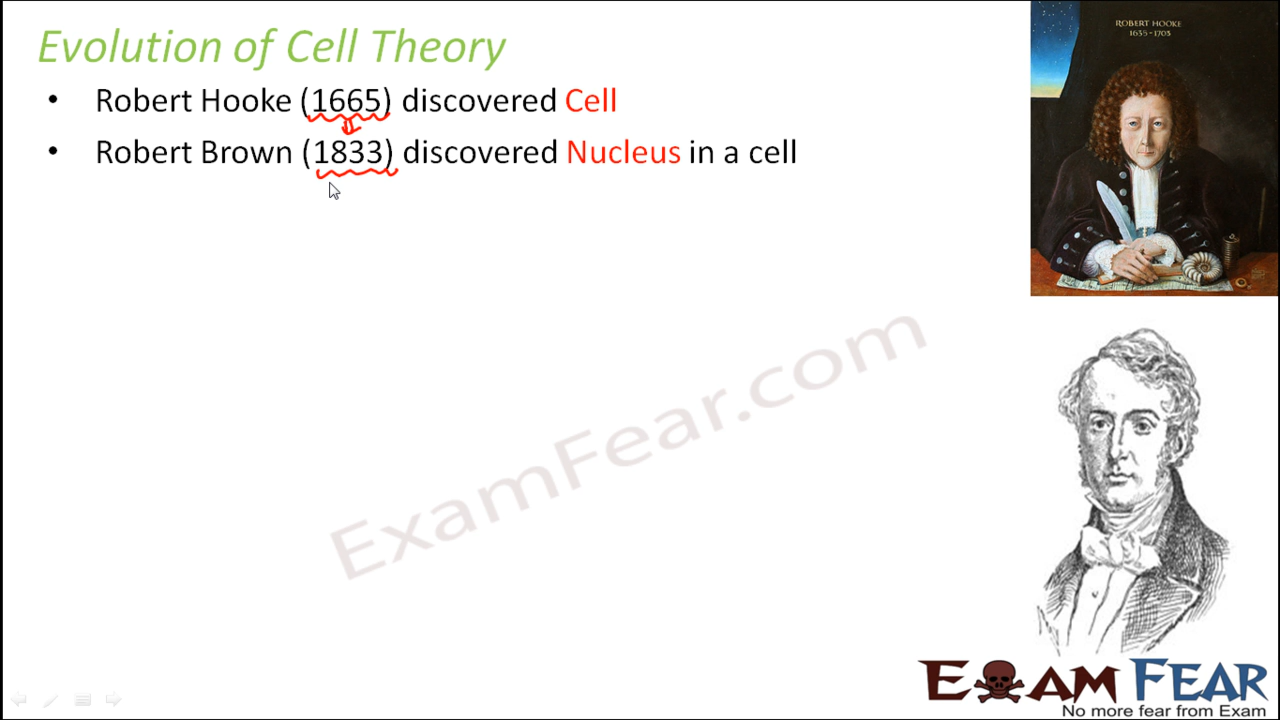 Evolution of Cell Theory
• Robert Hooke (1665) discovered Cell
• Robert Brown (1833) discovered Nucleus in a cell
ROBERT HOOKE
1635-1703
ExamFear.com
EXAM FEAR
No more fear from Exam